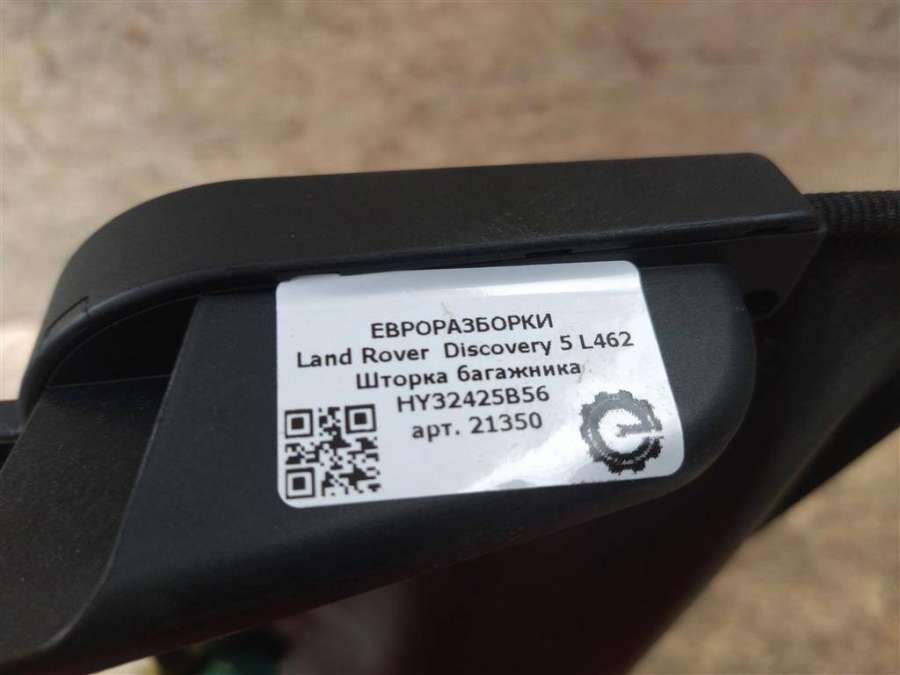 ЕВРОРАЗБОРКИ
Land Rover Discovery 5 L462
Шторка багажника
HY32425B56
арт. 21350